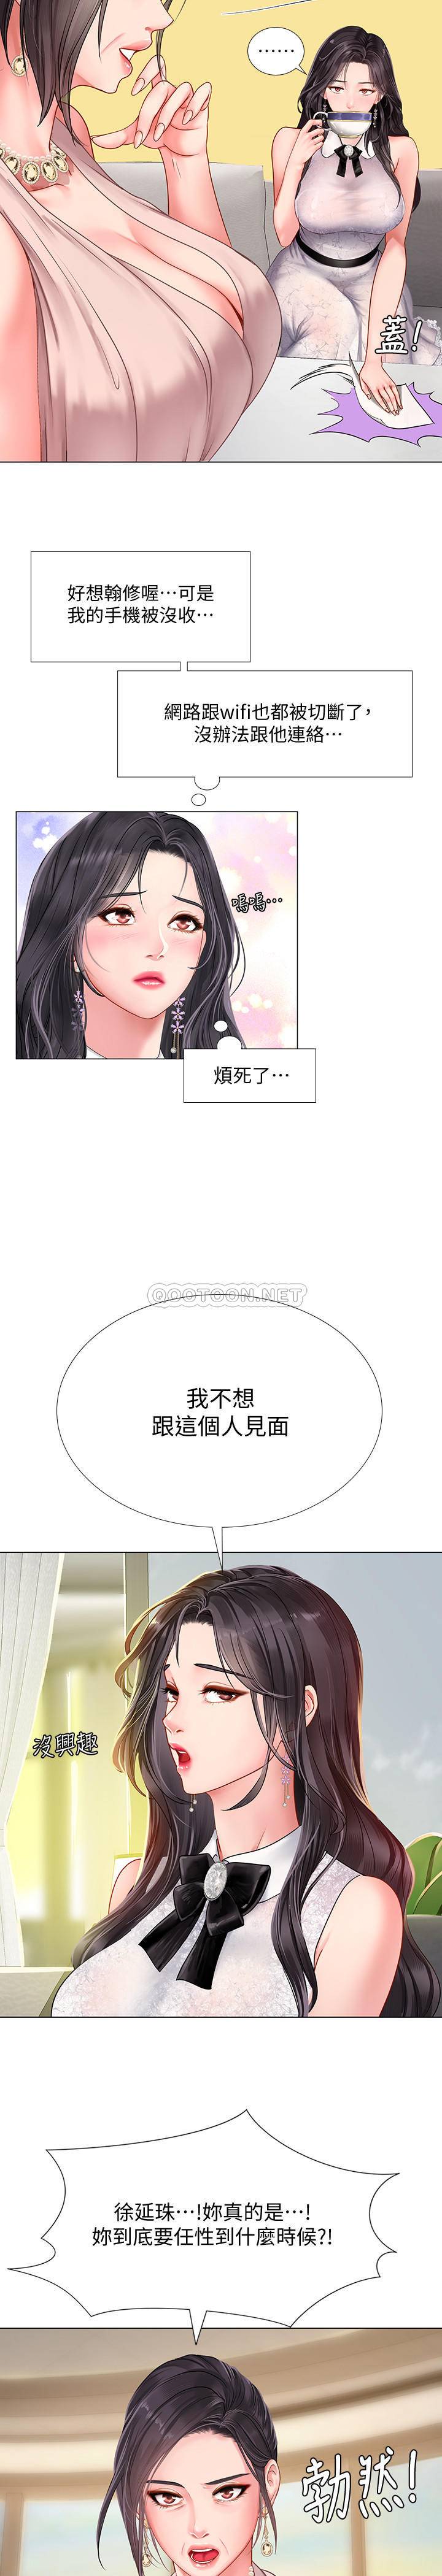 ⋯⋯
蓋!
好想翰修喔⋯可是
我的手機被沒收⋯
網路跟wifi也都被切斷了,
沒辦法跟他連絡⋯
嗚嗚⋯
煩死了⋯
QOOTOON.NET
我不想
跟這個人見面
沒興趣
徐延珠⋯!妳真的是⋯!
妳到底要任性到什麼時候?!
勃然!